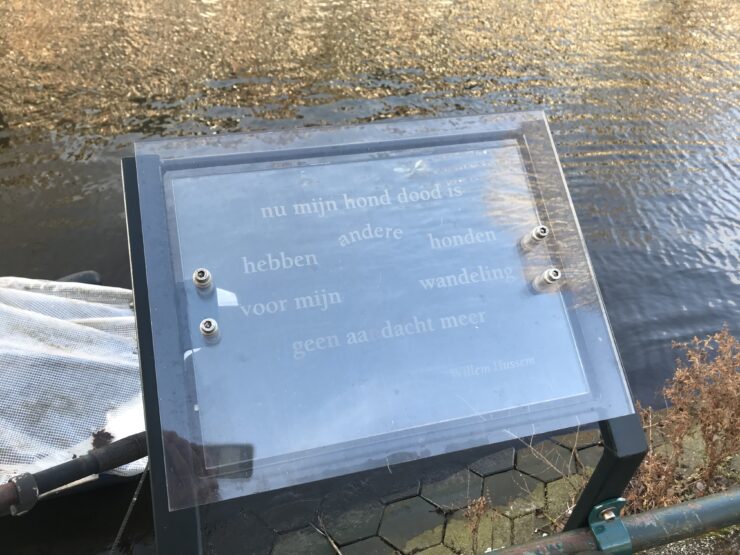 nu mijn hond dood is
hebben andere honden
voor mijn wandeling
geen aandacht meer
Willem Hussem